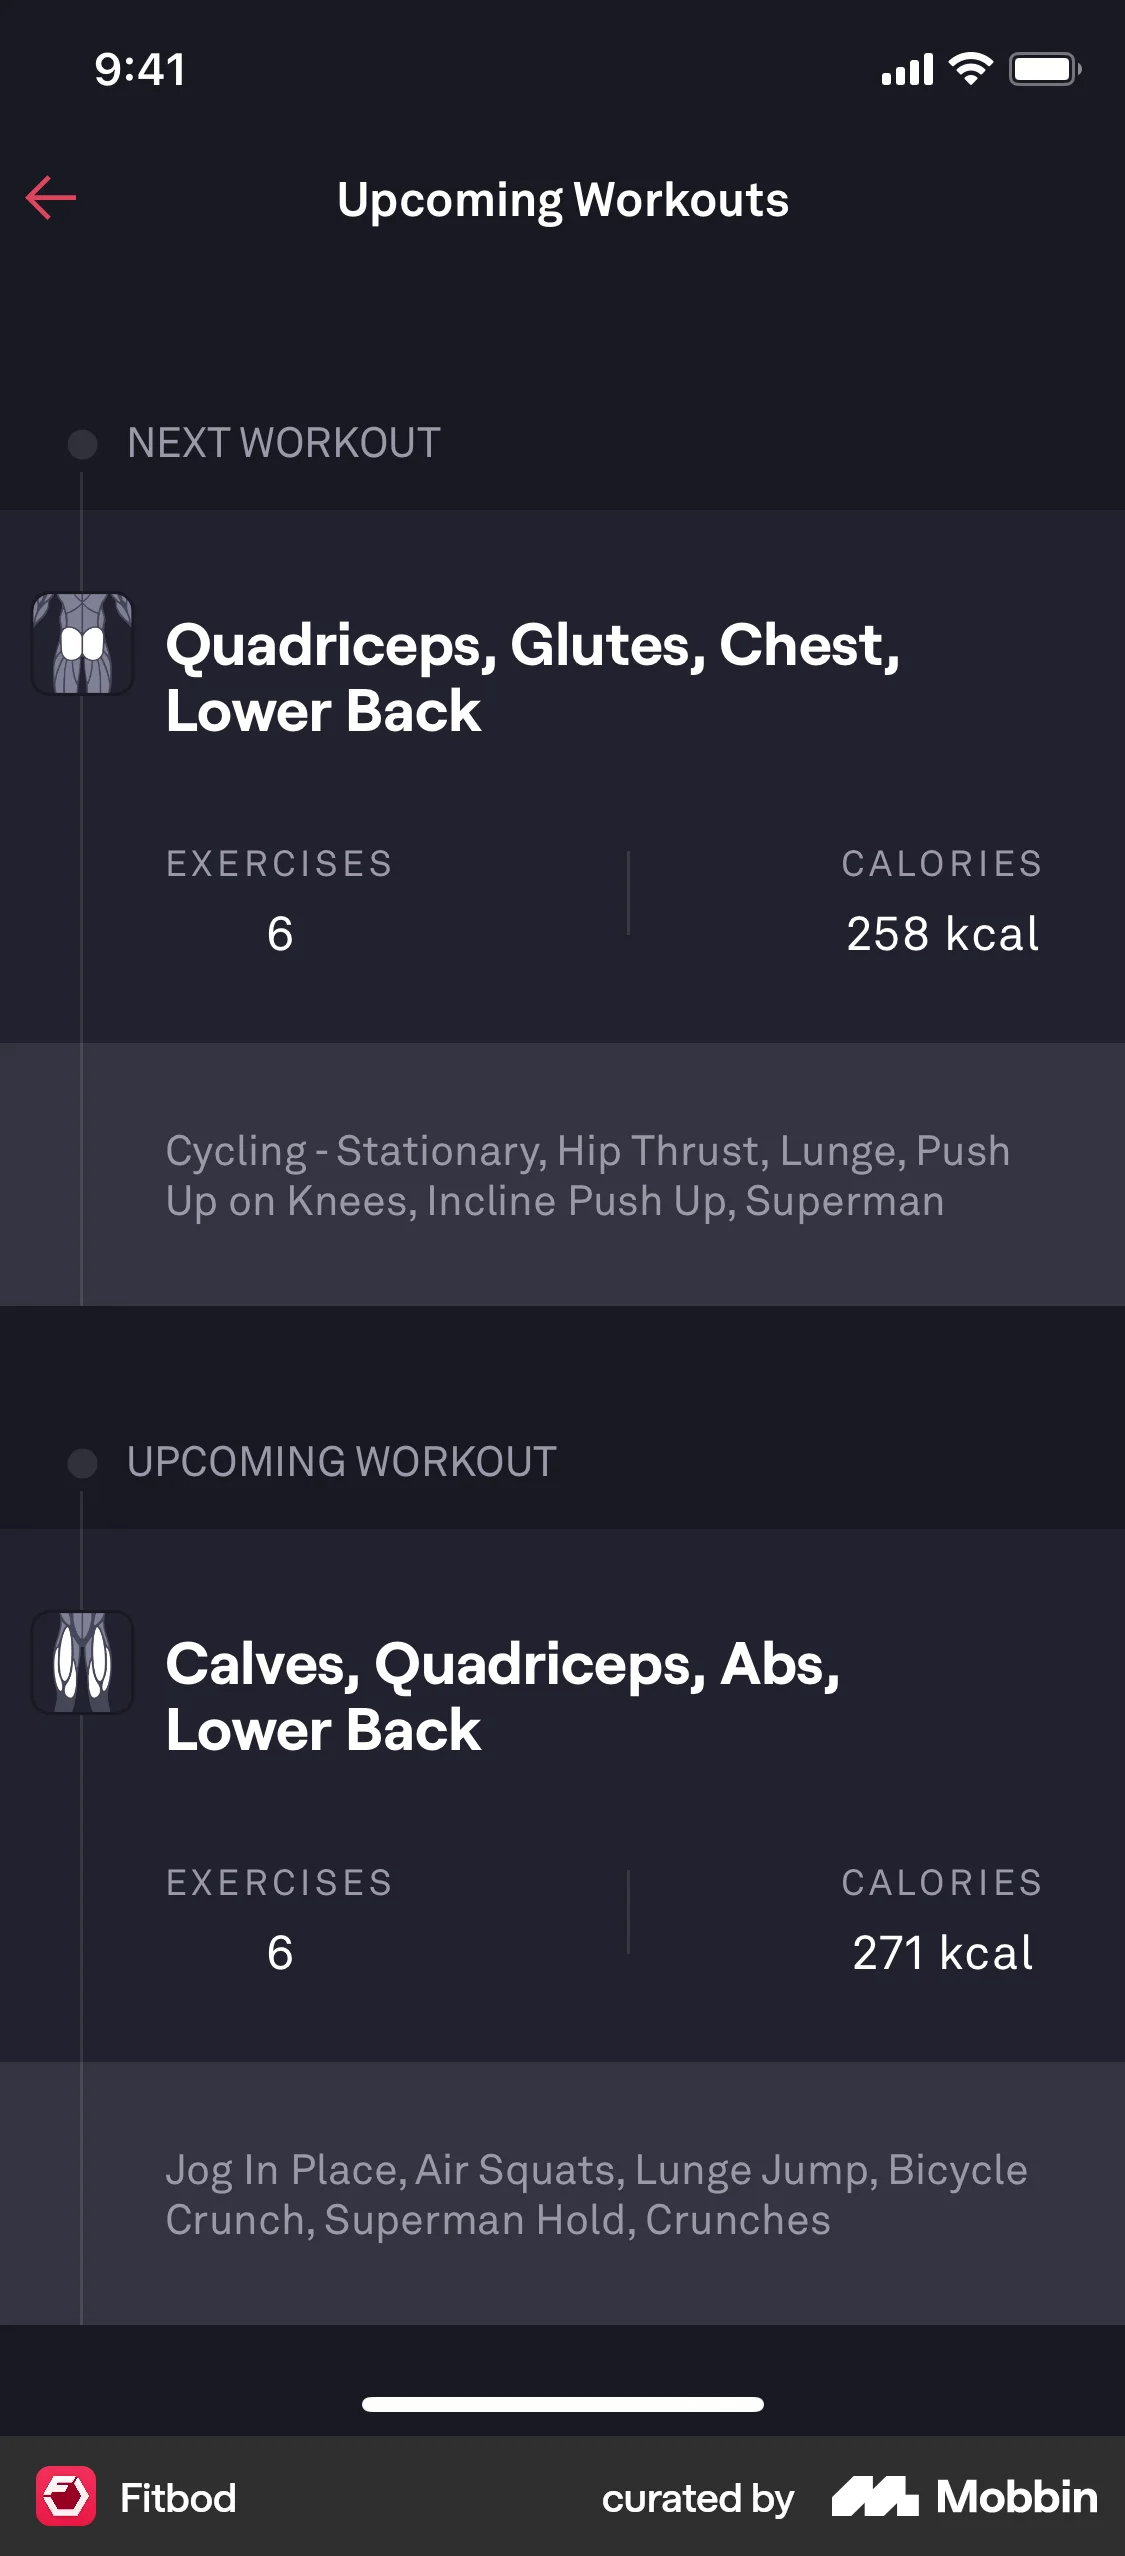 9:41
Upcoming Workouts
NEXT WORKOUT
Quadriceps, Glutes, Chest,
Lower Back
EXERCISES
6
CALORIES
258 kcal
Cycling - Stationary, Hip Thrust, Lunge, Push
Up on Knees, Incline Push Up, Superman
UPCOMING WORKOUT
Calves, Quadriceps, Abs,
Lower Back
EXERCISES
6
CALORIES
271 kcal
Jog In Place, Air Squats, Lunge Jump, Bicycle
Crunch, Superman Hold, Crunches
Fitbod
curated by
Mobbin